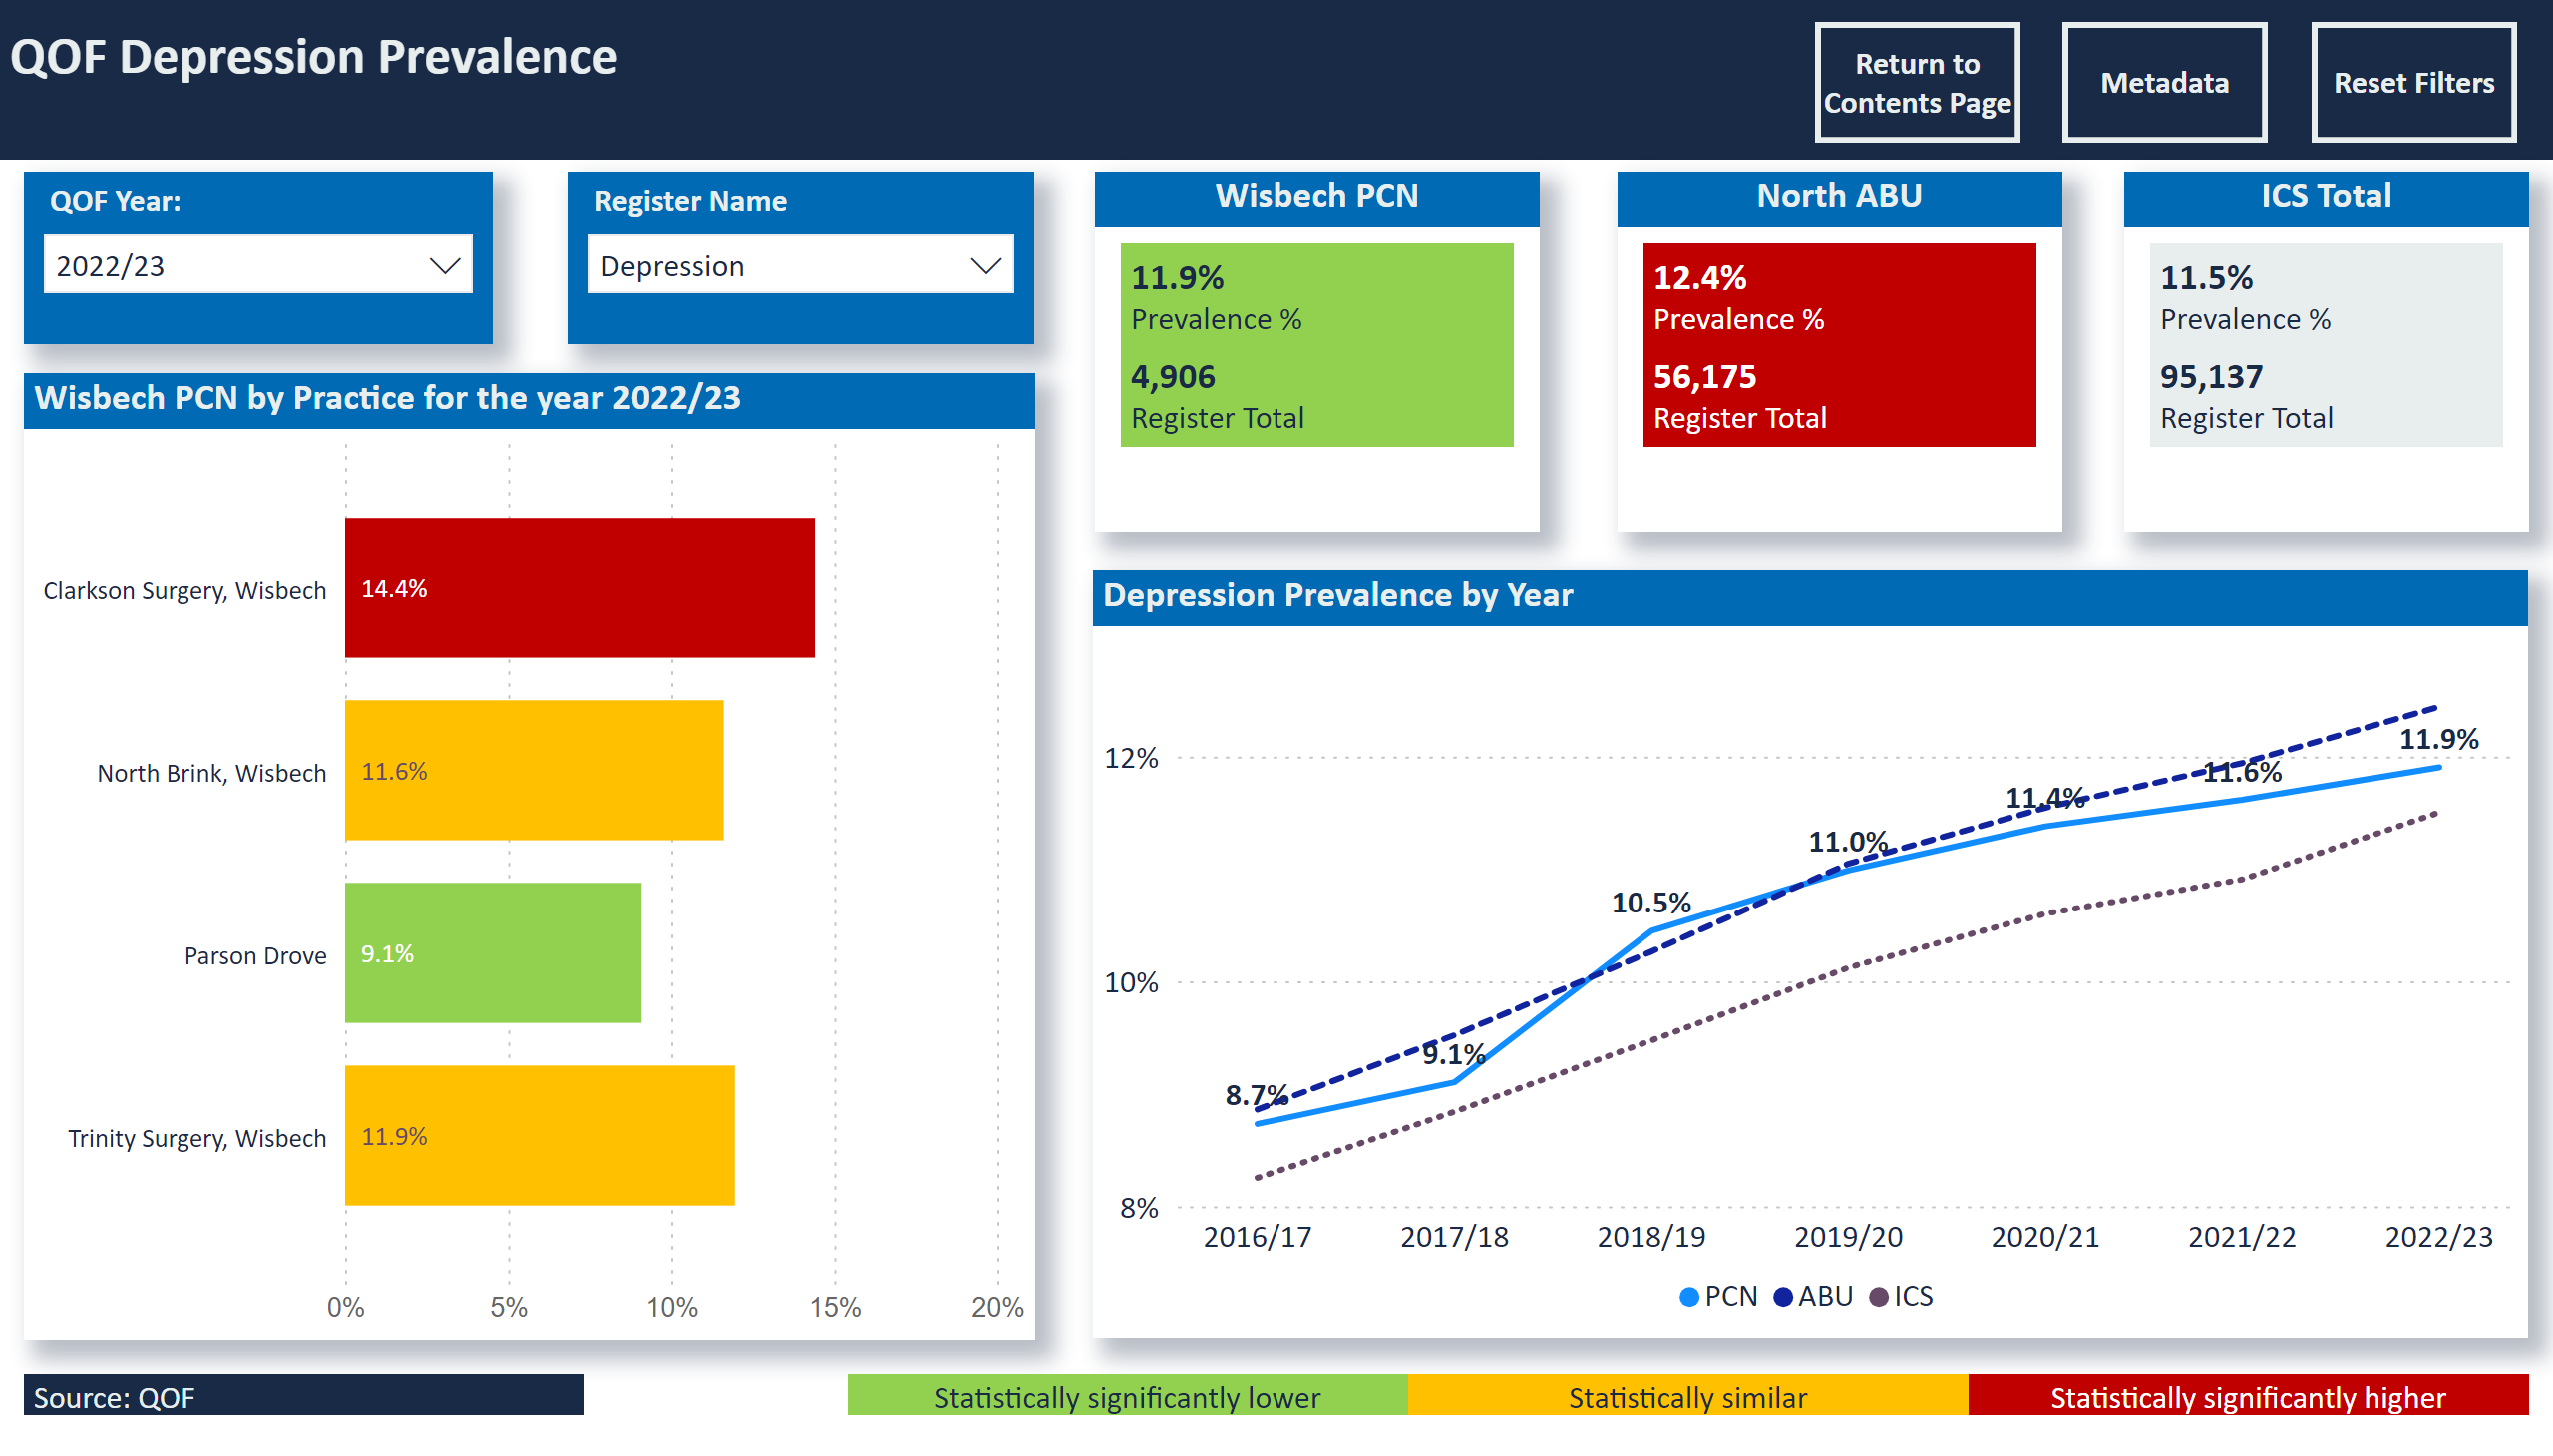 QOF Depression Prevalence
Return to
Contents Page
Metadata
Reset Filters
QOF Year:
2022/23
Register Name
Depression
Wisbech PCN
11.9%
Prevalence %
4,906
Register Total
North ABU
12.4%
Prevalence %
56,175
Register Total
ICS Total
11.5%
Prevalence %
95,137
Register Total
Wisbech PCN by Practice for the year 2022/23
Clarkson Surgery, Wisbech
14.4%
North Brink, Wisbech
11.6%
Parson Drove
9.1%
Trinity Surgery, Wisbech
11.9%
0% 5% 10% 15% 20%
Depression Prevalence by Year
12%
10%
8%
8.7%
9.1%
10.5%
11.0%
11.4%
11.6%
11.9%
2016/17 2017/18 2018/19 2019/20 2020/21 2021/22 2022/23
PCN ABU ICS
Source: QOF
Statistically significantly lower
Statistically similar
Statistically significantly higher